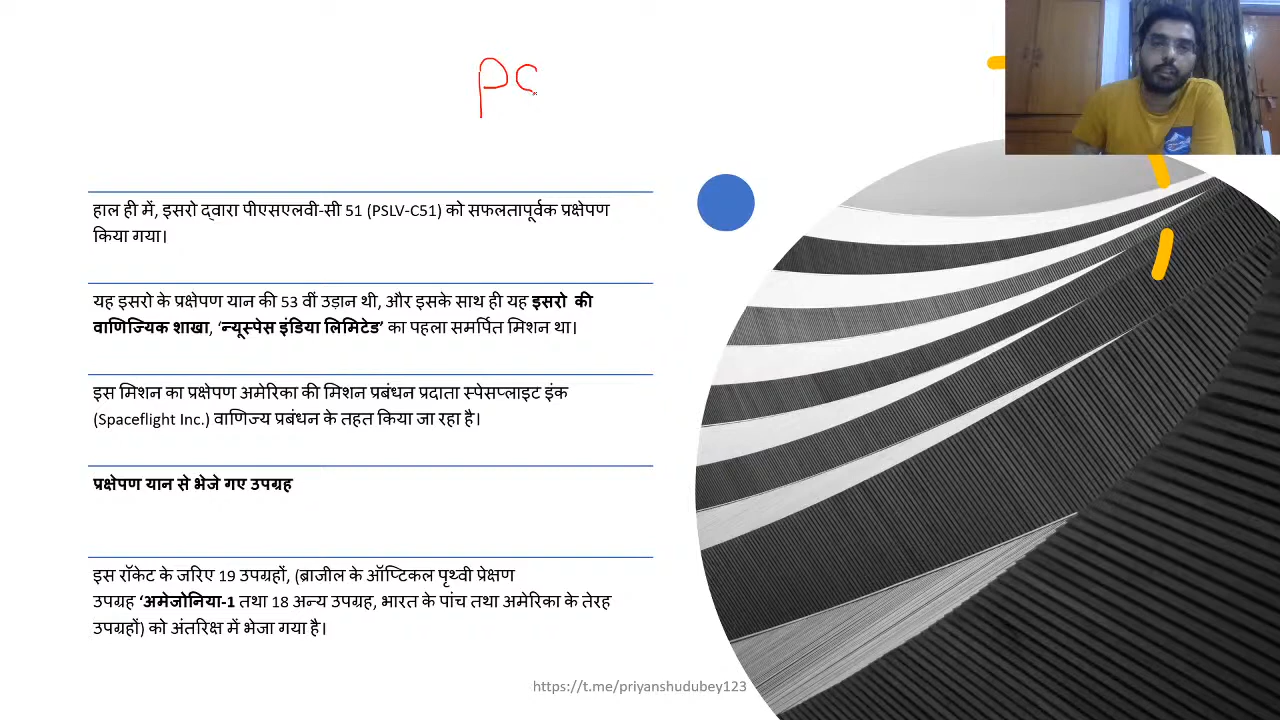 PS
हाल ही में, इसरो द्वारा पीएसएलवी-सी 51 (PSLV-C51) को सफलतापूर्वक प्रक्षेपण
किया गया।
यह इसरो के प्रक्षेपण यान की 53 वीं उड़ान थी, और इसके साथ ही यह इसरो की
वाणिज्यिक शाखा, ‘न्यूस्पेस इंडिया लिमिटेड’ का पहला समर्पित मिशन था।
इस मिशन का प्रक्षेपण अमेरिका की मिशन प्रबंधन प्रदाता स्पेसफ्लाइट इंक
(Spaceflight Inc.) वाणिज्य प्रबंधन के तहत किया जा रहा है।
प्रक्षेपण यान से भेजे गए उपग्रह
इस रॉकेट के जरिए 19 उपग्रहों, (ब्राजील के ऑप्टिकल पृथ्वी प्रेक्षण
उपग्रह ‘अमेजोनिया-1 तथा 18 अन्य उपग्रह, भारत के पांच तथा अमेरिका के तेरह
उपग्रहों) को अंतरिक्ष में भेजा गया है।
https://t.me/priyanshudubey123